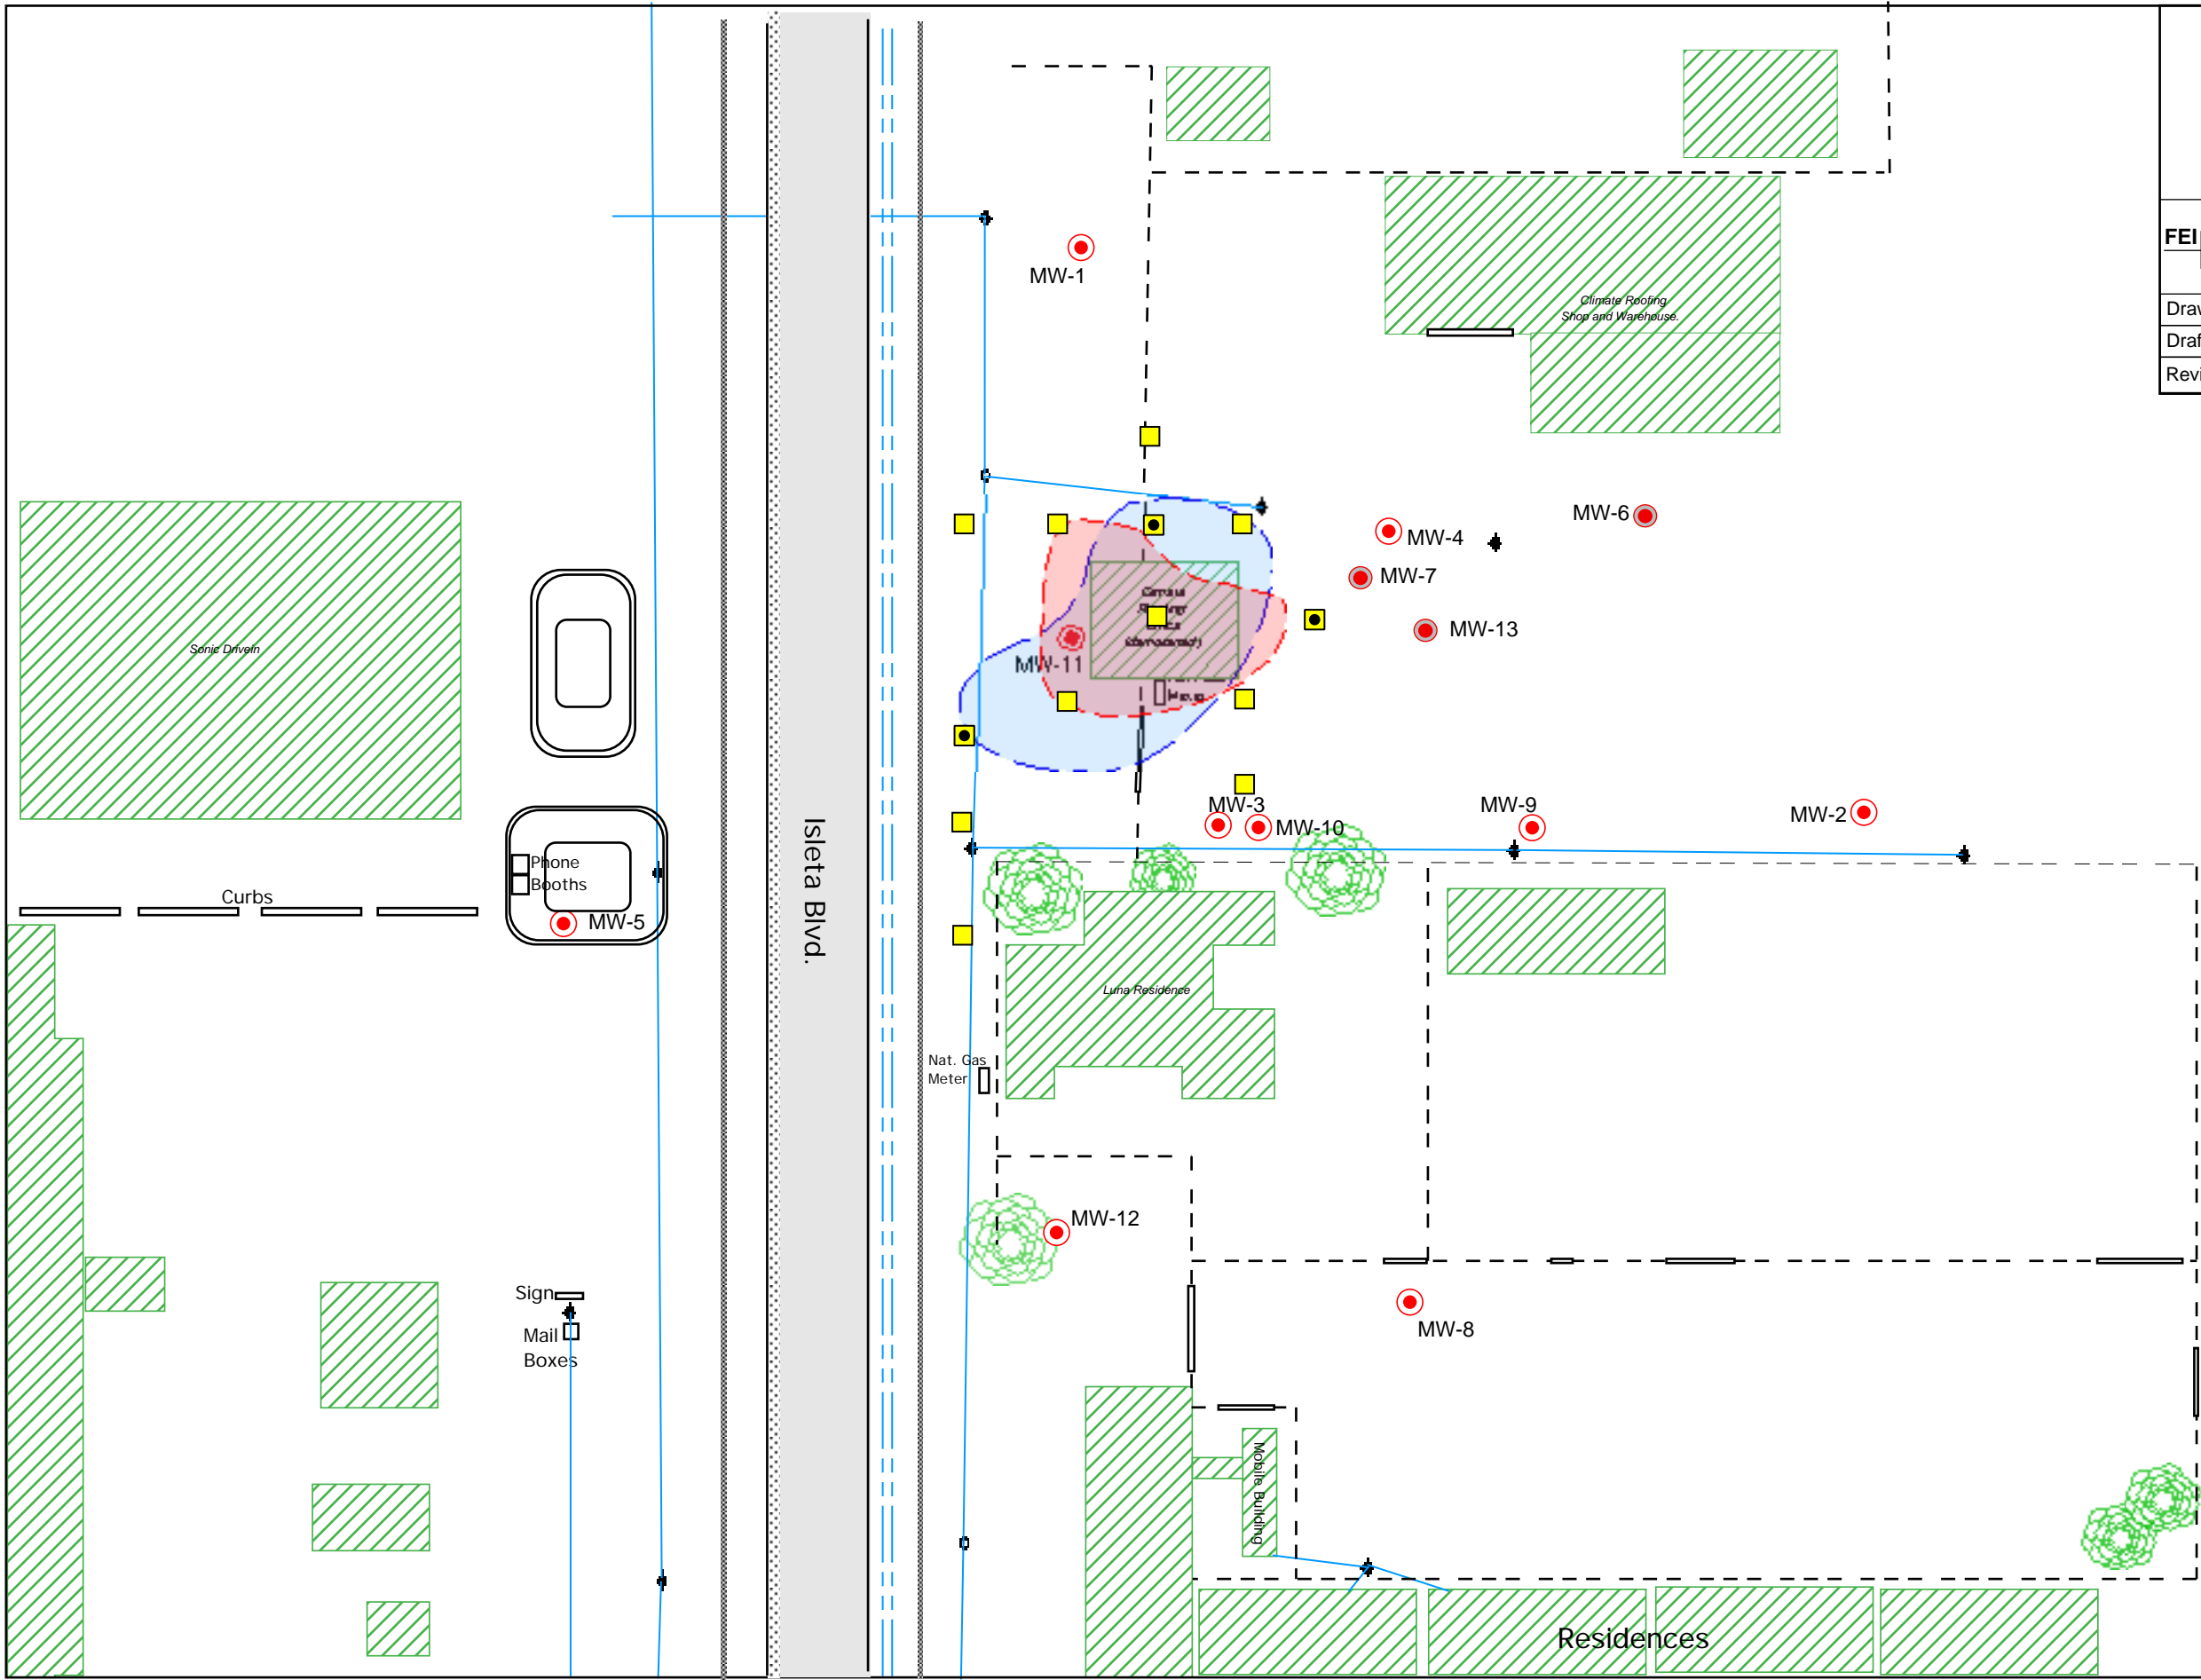 FEI
Draw
Draf
Revi
MW-1
Climate Roofing
Shop and Warehouse.
MW-6
MW-4
MW-7
MW-13
Sonic DriveIn
(demolished)
MW-11
MW-3
MW-10
MW-9
MW-2
Isleta Blvd.
Phone
Booths
Curbs
MW-5
Luna Residence
Nat. Gas
Meter
MW-12
Sign
Mail
Boxes
MW-8
Mobile Building
Residences